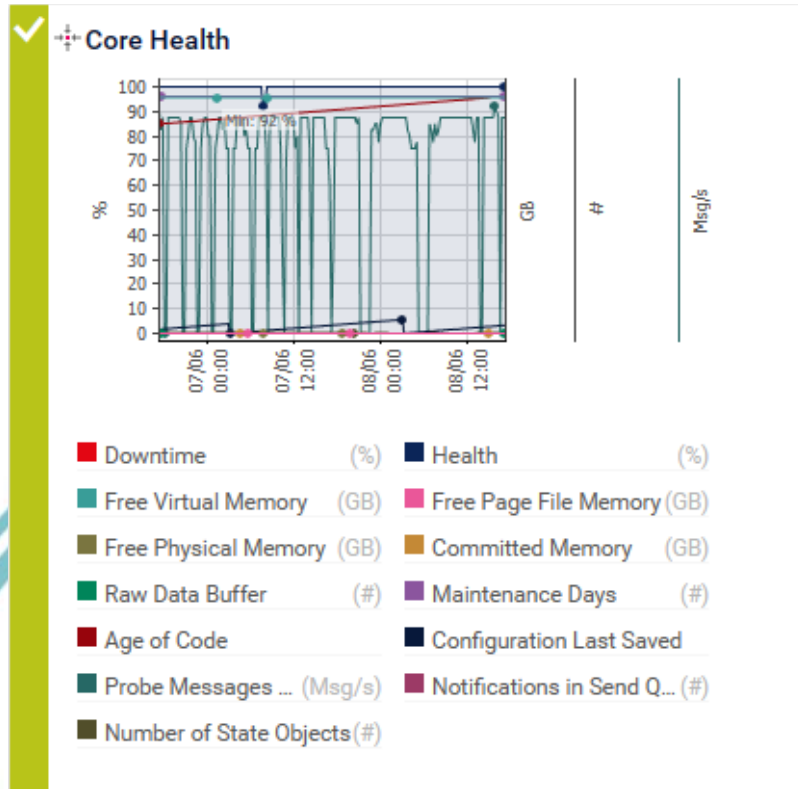 Core Health
100
90
80
70
60
50
40
30
20
10
0
%
Min: 92 %
GB
#
Msg/s
07/06 00:00
07/06 12:00
08/06 00:00
08/06 12:00
Downtime (%)
Health (%)
Free Virtual Memory (GB)
Free Page File Memory (GB)
Free Physical Memory (GB)
Committed Memory (GB)
Raw Data Buffer (#)
Maintenance Days (#)
Age of Code
Configuration Last Saved
Probe Messages ... (Msg/s)
Notifications in Send Q... (#)
Number of State Objects (#)